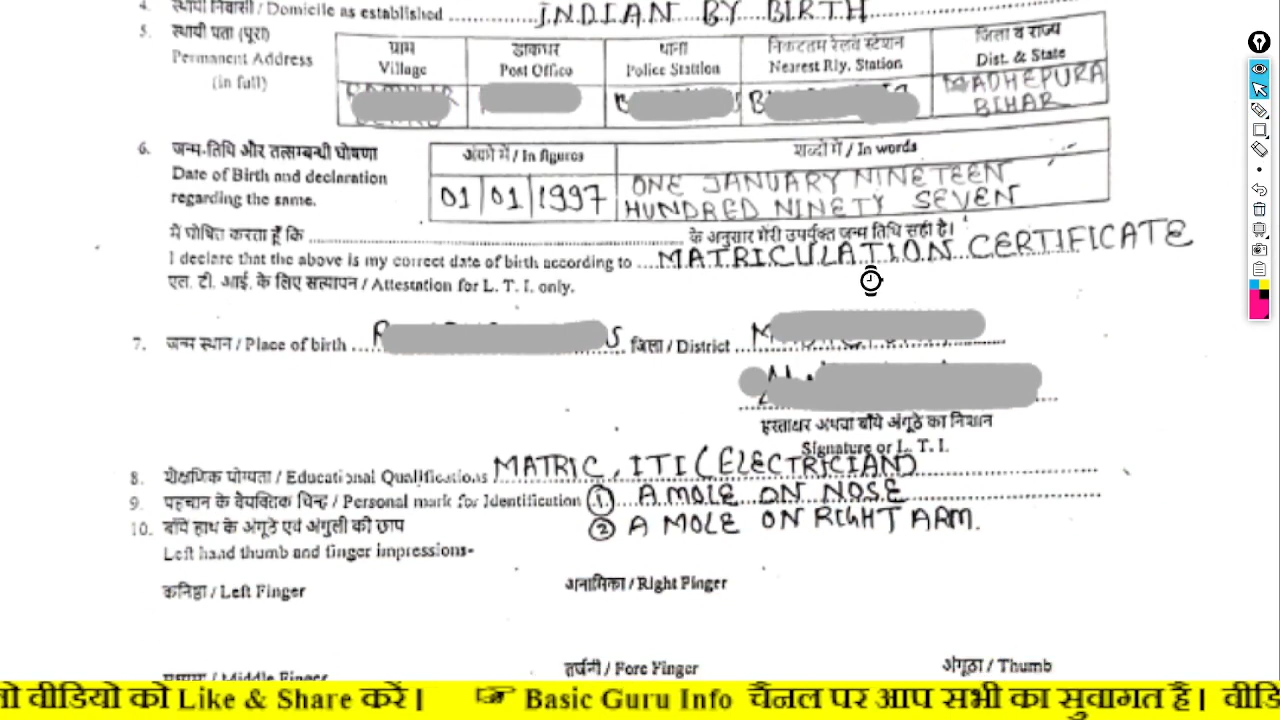 4. स्थायी निवासी / Domicile as established INDIAN BY BIRTH
5. स्थायी पता (पूरा)
Permanent Address
(in full)
ग्राम
Village
डाकघर
Post Office
थाना
Police Station
निकटतम रेलवे स्टेशन
Nearest Rly. Station
जिला व राज्य
Dist. & State
MADHEPURA
BIHAR
6. जन्म-तिथि और तत्सम्बन्धी घोषणा
Date of Birth and declaration
regarding the same.
अंको में / In figures
शब्दों में / In words
01 01 1997
ONE JANUARY NINETEEN
HUNDRED NINETY SEVEN
मै घोषित करता हूँ कि के अनुसार मेरी उपर्युक्त जन्म तिथि सही है।
I declare that the above is my correct date of birth according to MATRICULATION CERTIFICATE
एल. टी. आई. के लिए सत्यापन / Attestation for L. T. I. only.
7. जन्म स्थान / Place of birth जिला / District
हस्ताक्षर अथवा बाँये अंगूठे का निशान
Signature or L. T. I.
8. शैक्षणिक योग्यता / Educational Qualifications MATRIC, ITI (ELECTRICIAN)
9. पहचान के वैयक्तिक चिन्ह / Personal mark for Identification (1) A MOLE ON NOSE
(2) A MOLE ON RIGHT ARM.
10. बाँये हाथ के अंगूठे एवं अंगुली की छाप
Left hand thumb and finger impressions-
कनिष्ठा / Left Finger
अनामिका / Right Finger
/ Middle Finger
तर्जनी / Fore Finger
अंगूठा / Thumb
वीडियो को Like & Share करें। ☞ Basic Guru Info चैनल पर आप सभी का सुवागत है।